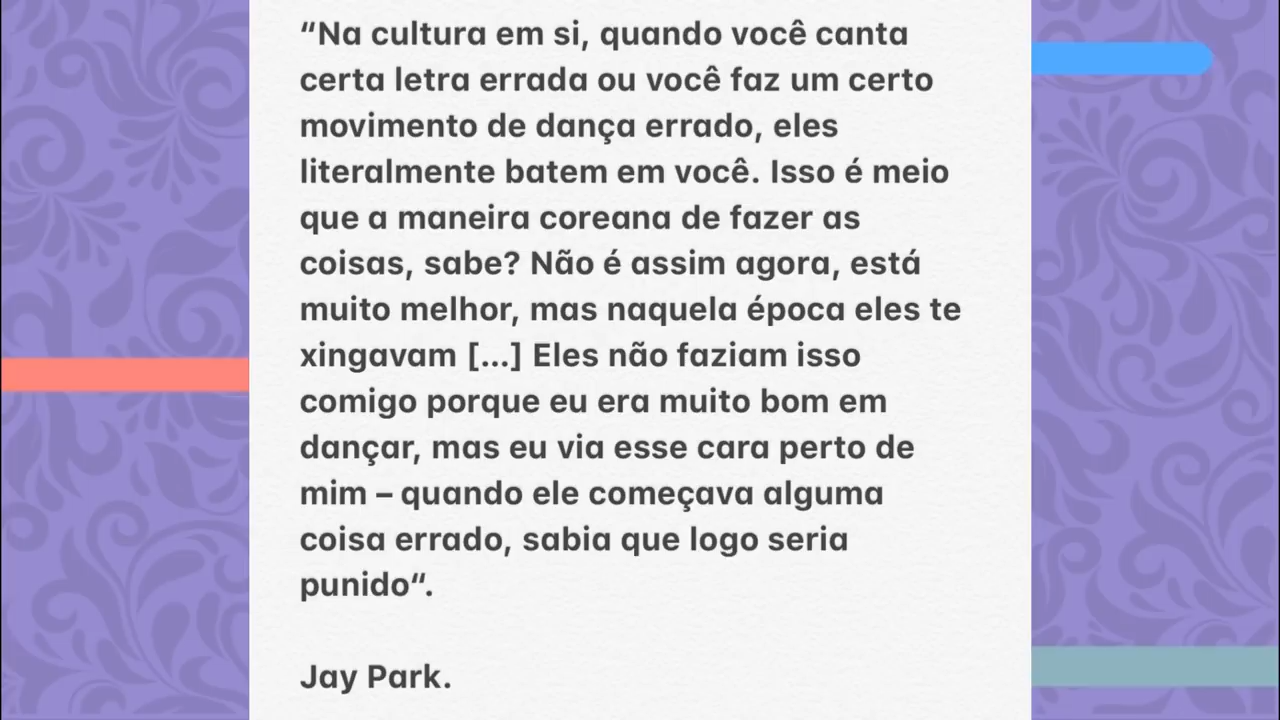 “Na cultura em si, quando você canta
certa letra errada ou você faz um certo
movimento de dança errado, eles
literalmente batem em você. Isso é meio
que a maneira coreana de fazer as
coisas, sabe? Não é assim agora, está
muito melhor, mas naquela época eles te
xingavam [...] Eles não faziam isso
comigo porque eu era muito bom em
dançar, mas eu via esse cara perto de
mim – quando ele começava alguma
coisa errado, sabia que logo seria
punido“.
Jay Park.